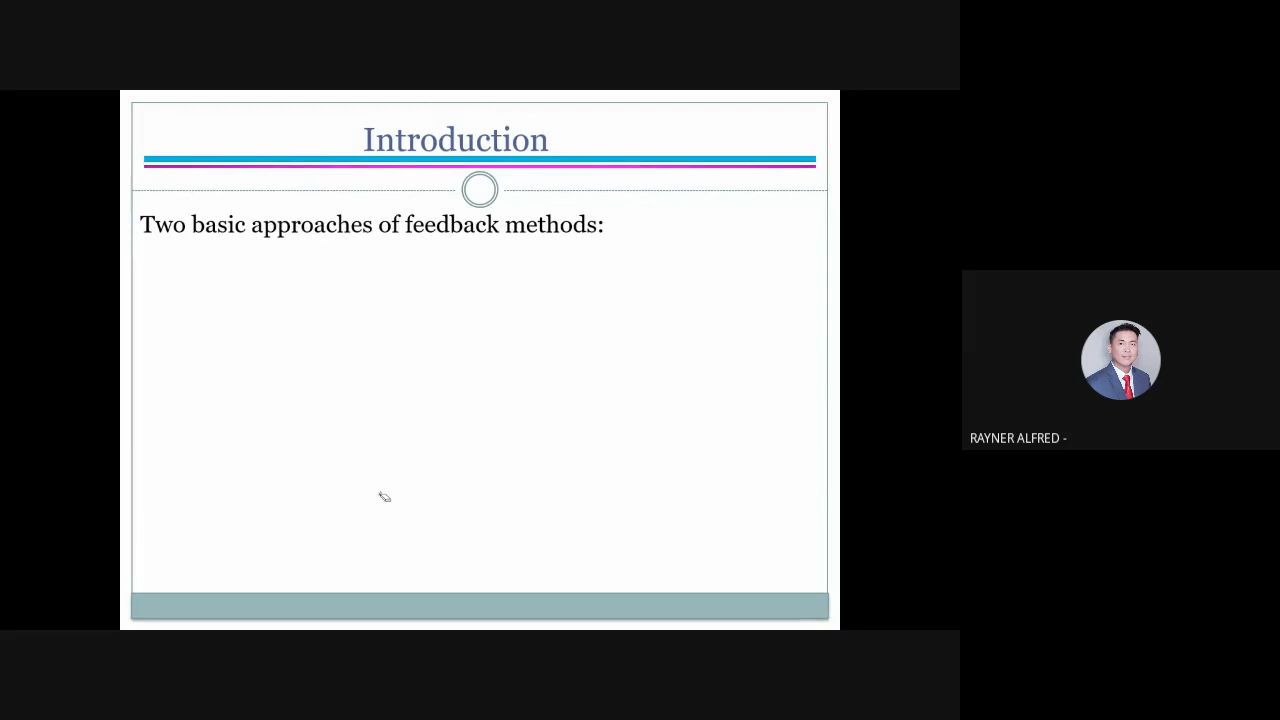 Introduction
Two basic approaches of feedback methods:
RAYNER ALFRED -